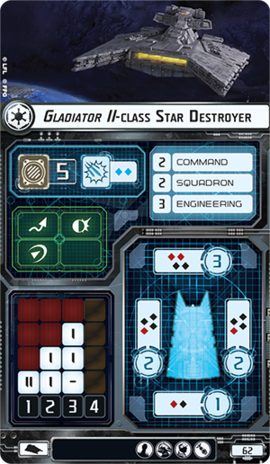 © LFL © FFG
GLADIATOR II-CLASS STAR DESTROYER
5
2 COMMAND
2 SQUADRON
3 ENGINEERING
3
2 2
1
I
I I
II I -
1 2 3 4
62